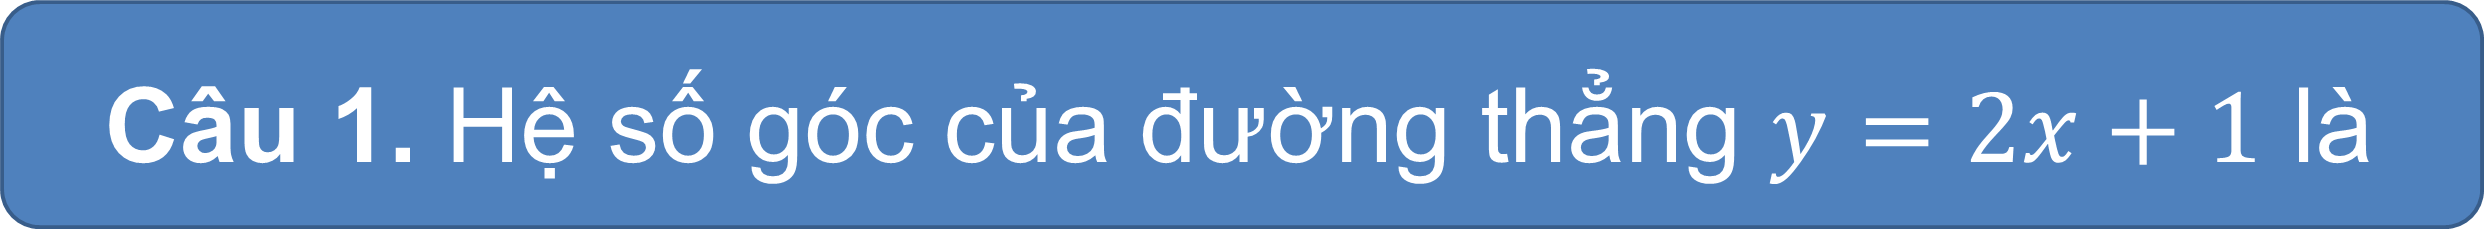 Câu 1. Hệ số góc của đường thẳng y = 2x + 1 là